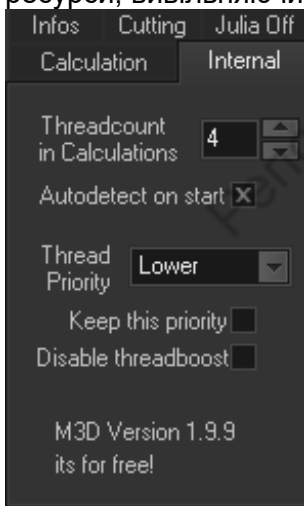 Infos Cutting Julia Off
Calculation Internal
Threadcount
in Calculations 4
Autodetect on start
Thread
Priority Lower
Keep this priority
Disable threadboost
M3D Version 1.9.9
its for free!